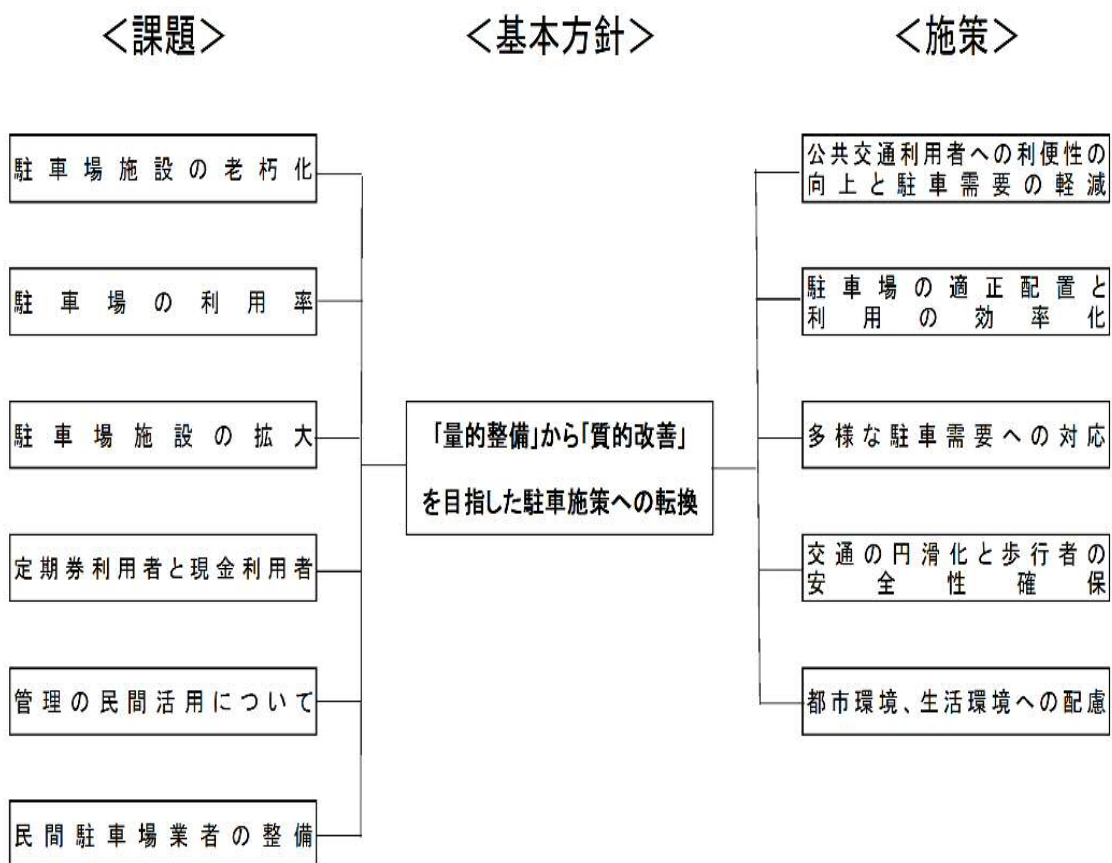 <課題>
<基本方針>
<施策>
駐車場施設の老朽化
駐車場の利用率
駐車場施設の拡大
定期券利用者と現金利用者
管理の民間活用について
民間駐車場業者の整備
「量的整備」から「質的改善」
を目指した駐車施策への転換
公共交通利用者への利便性の
向上と駐車需要の軽減
駐車場の適正配置と
利用の効率化
多様な駐車需要への対応
交通の円滑化と歩行者の
安全性確保
都市環境、生活環境への配慮